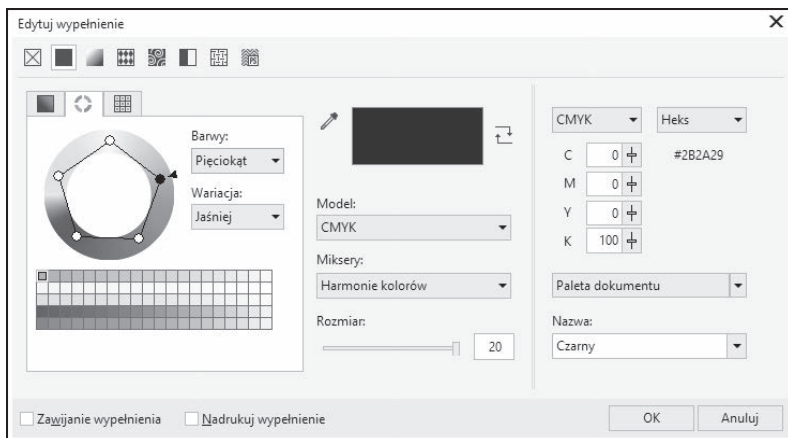 Edytuj wypełnienie
Barwy:
Pięciokąt
Wariacja:
Jaśniej
Model:
CMYK
Miksery:
Harmonie kolorów
Rozmiar:
20
CMYK
Heks
C 0
#2B2A29
M 0
Y 0
K 100
Paleta dokumentu
Nazwa:
Czarny
Zawijanie wypełnienia
Nadrukuj wypełnienie
OK
Anuluj